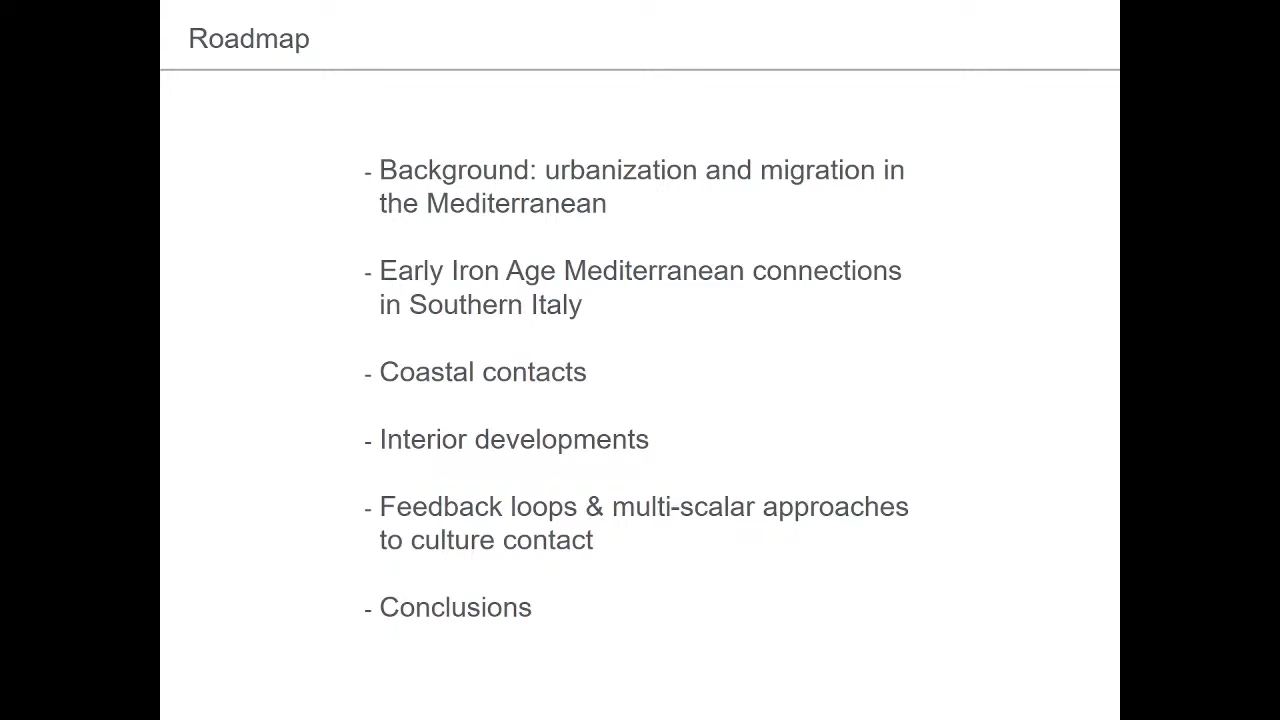 Roadmap
- Background: urbanization and migration in
the Mediterranean
- Early Iron Age Mediterranean connections
in Southern Italy
- Coastal contacts
- Interior developments
- Feedback loops & multi-scalar approaches
to culture contact
- Conclusions